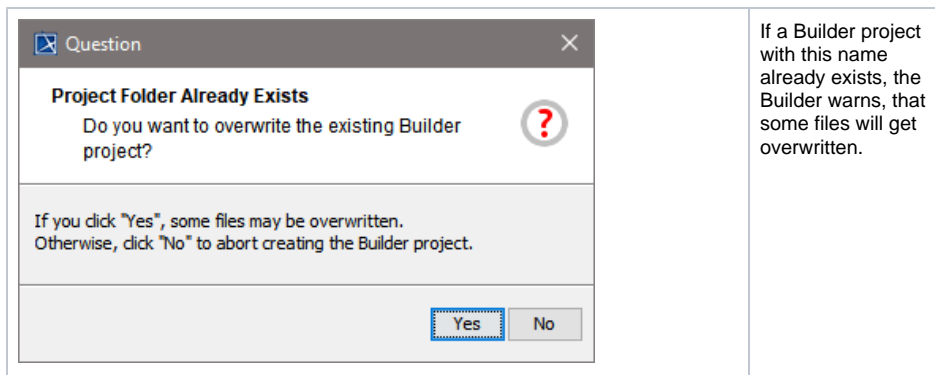 Question
Project Folder Already Exists
Do you want to overwrite the existing Builder
project?
If you click "Yes", some files may be overwritten.
Otherwise, click "No" to abort creating the Builder project.
Yes
No
If a Builder project
with this name
already exists, the
Builder warns, that
some files will get
overwritten.